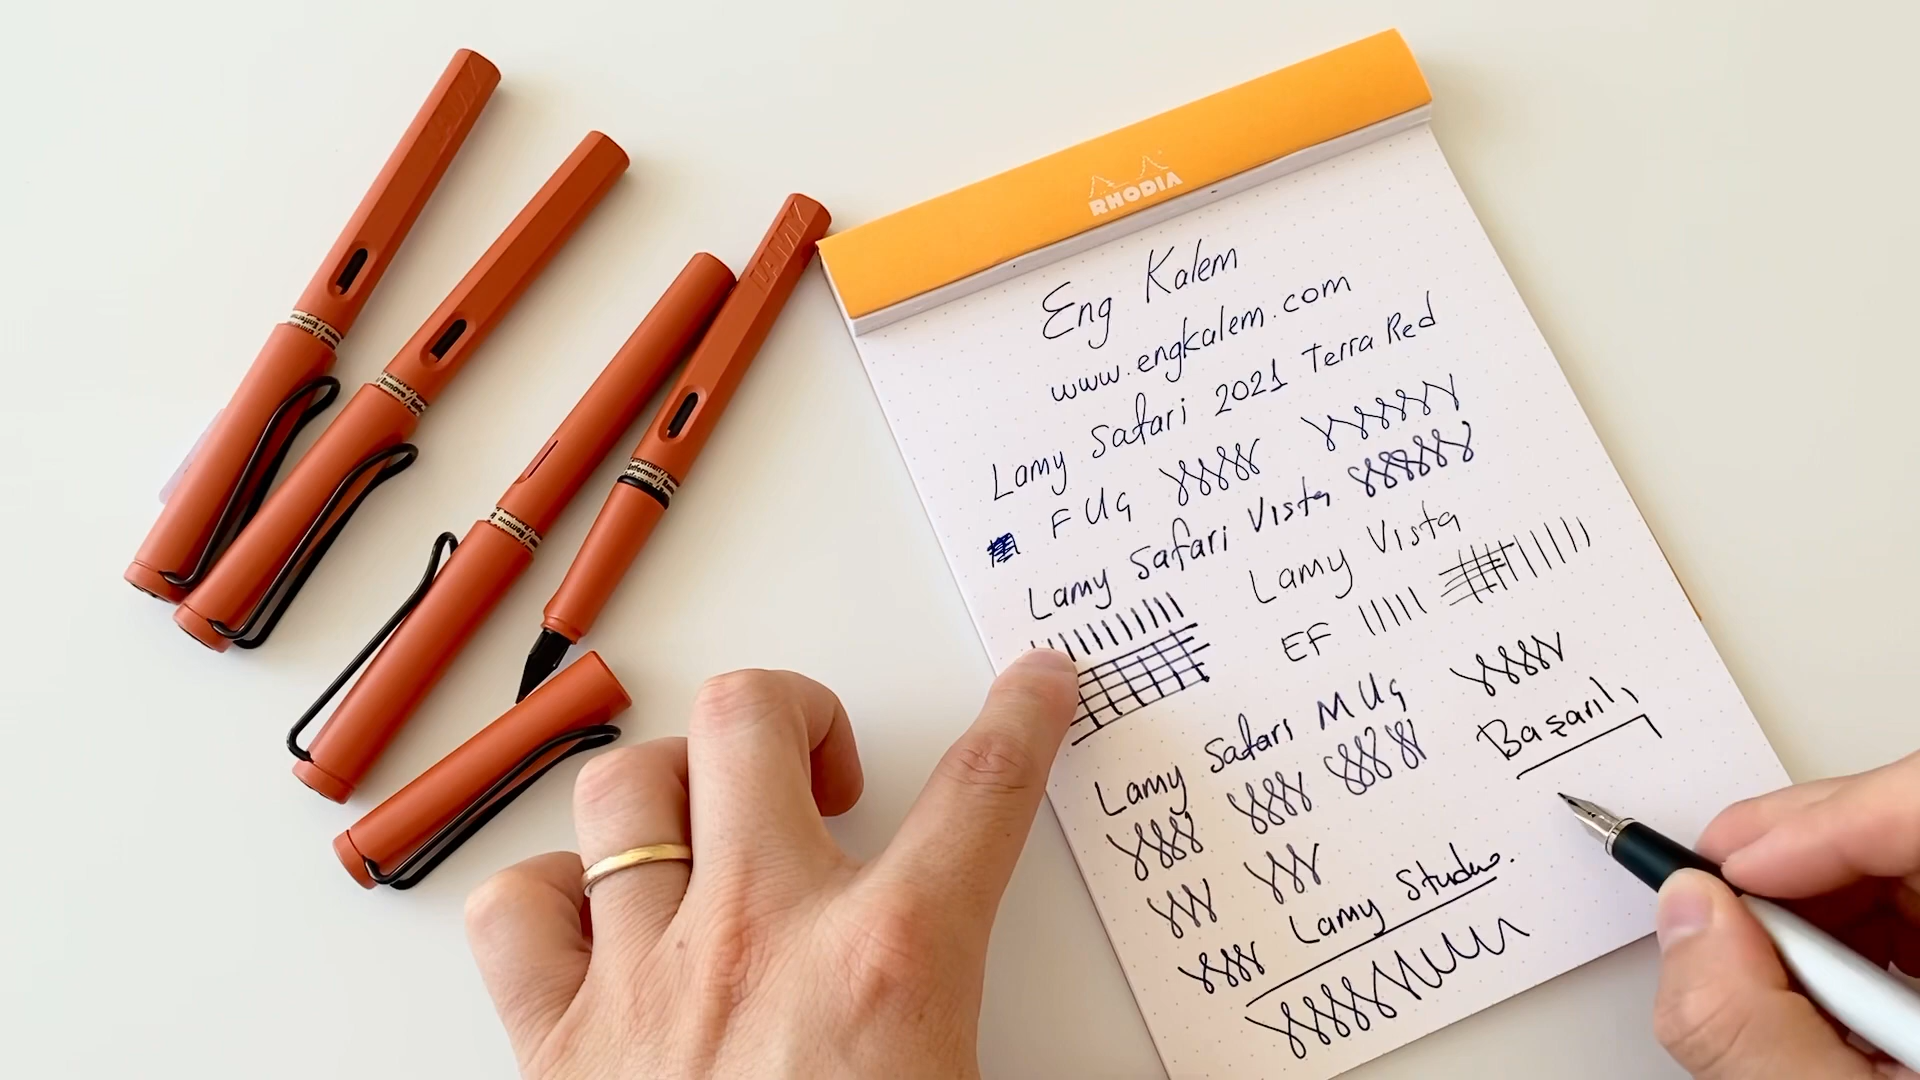 LAMY
RHODIA
Eng Kalem
www.engkalem.com
Lamy Safari 2021 Terra Red
F Uç
Lamy Safari Vista
Lamy Vista
EF
Lamy Safari M Uç
Başarılı
Lamy Studio.